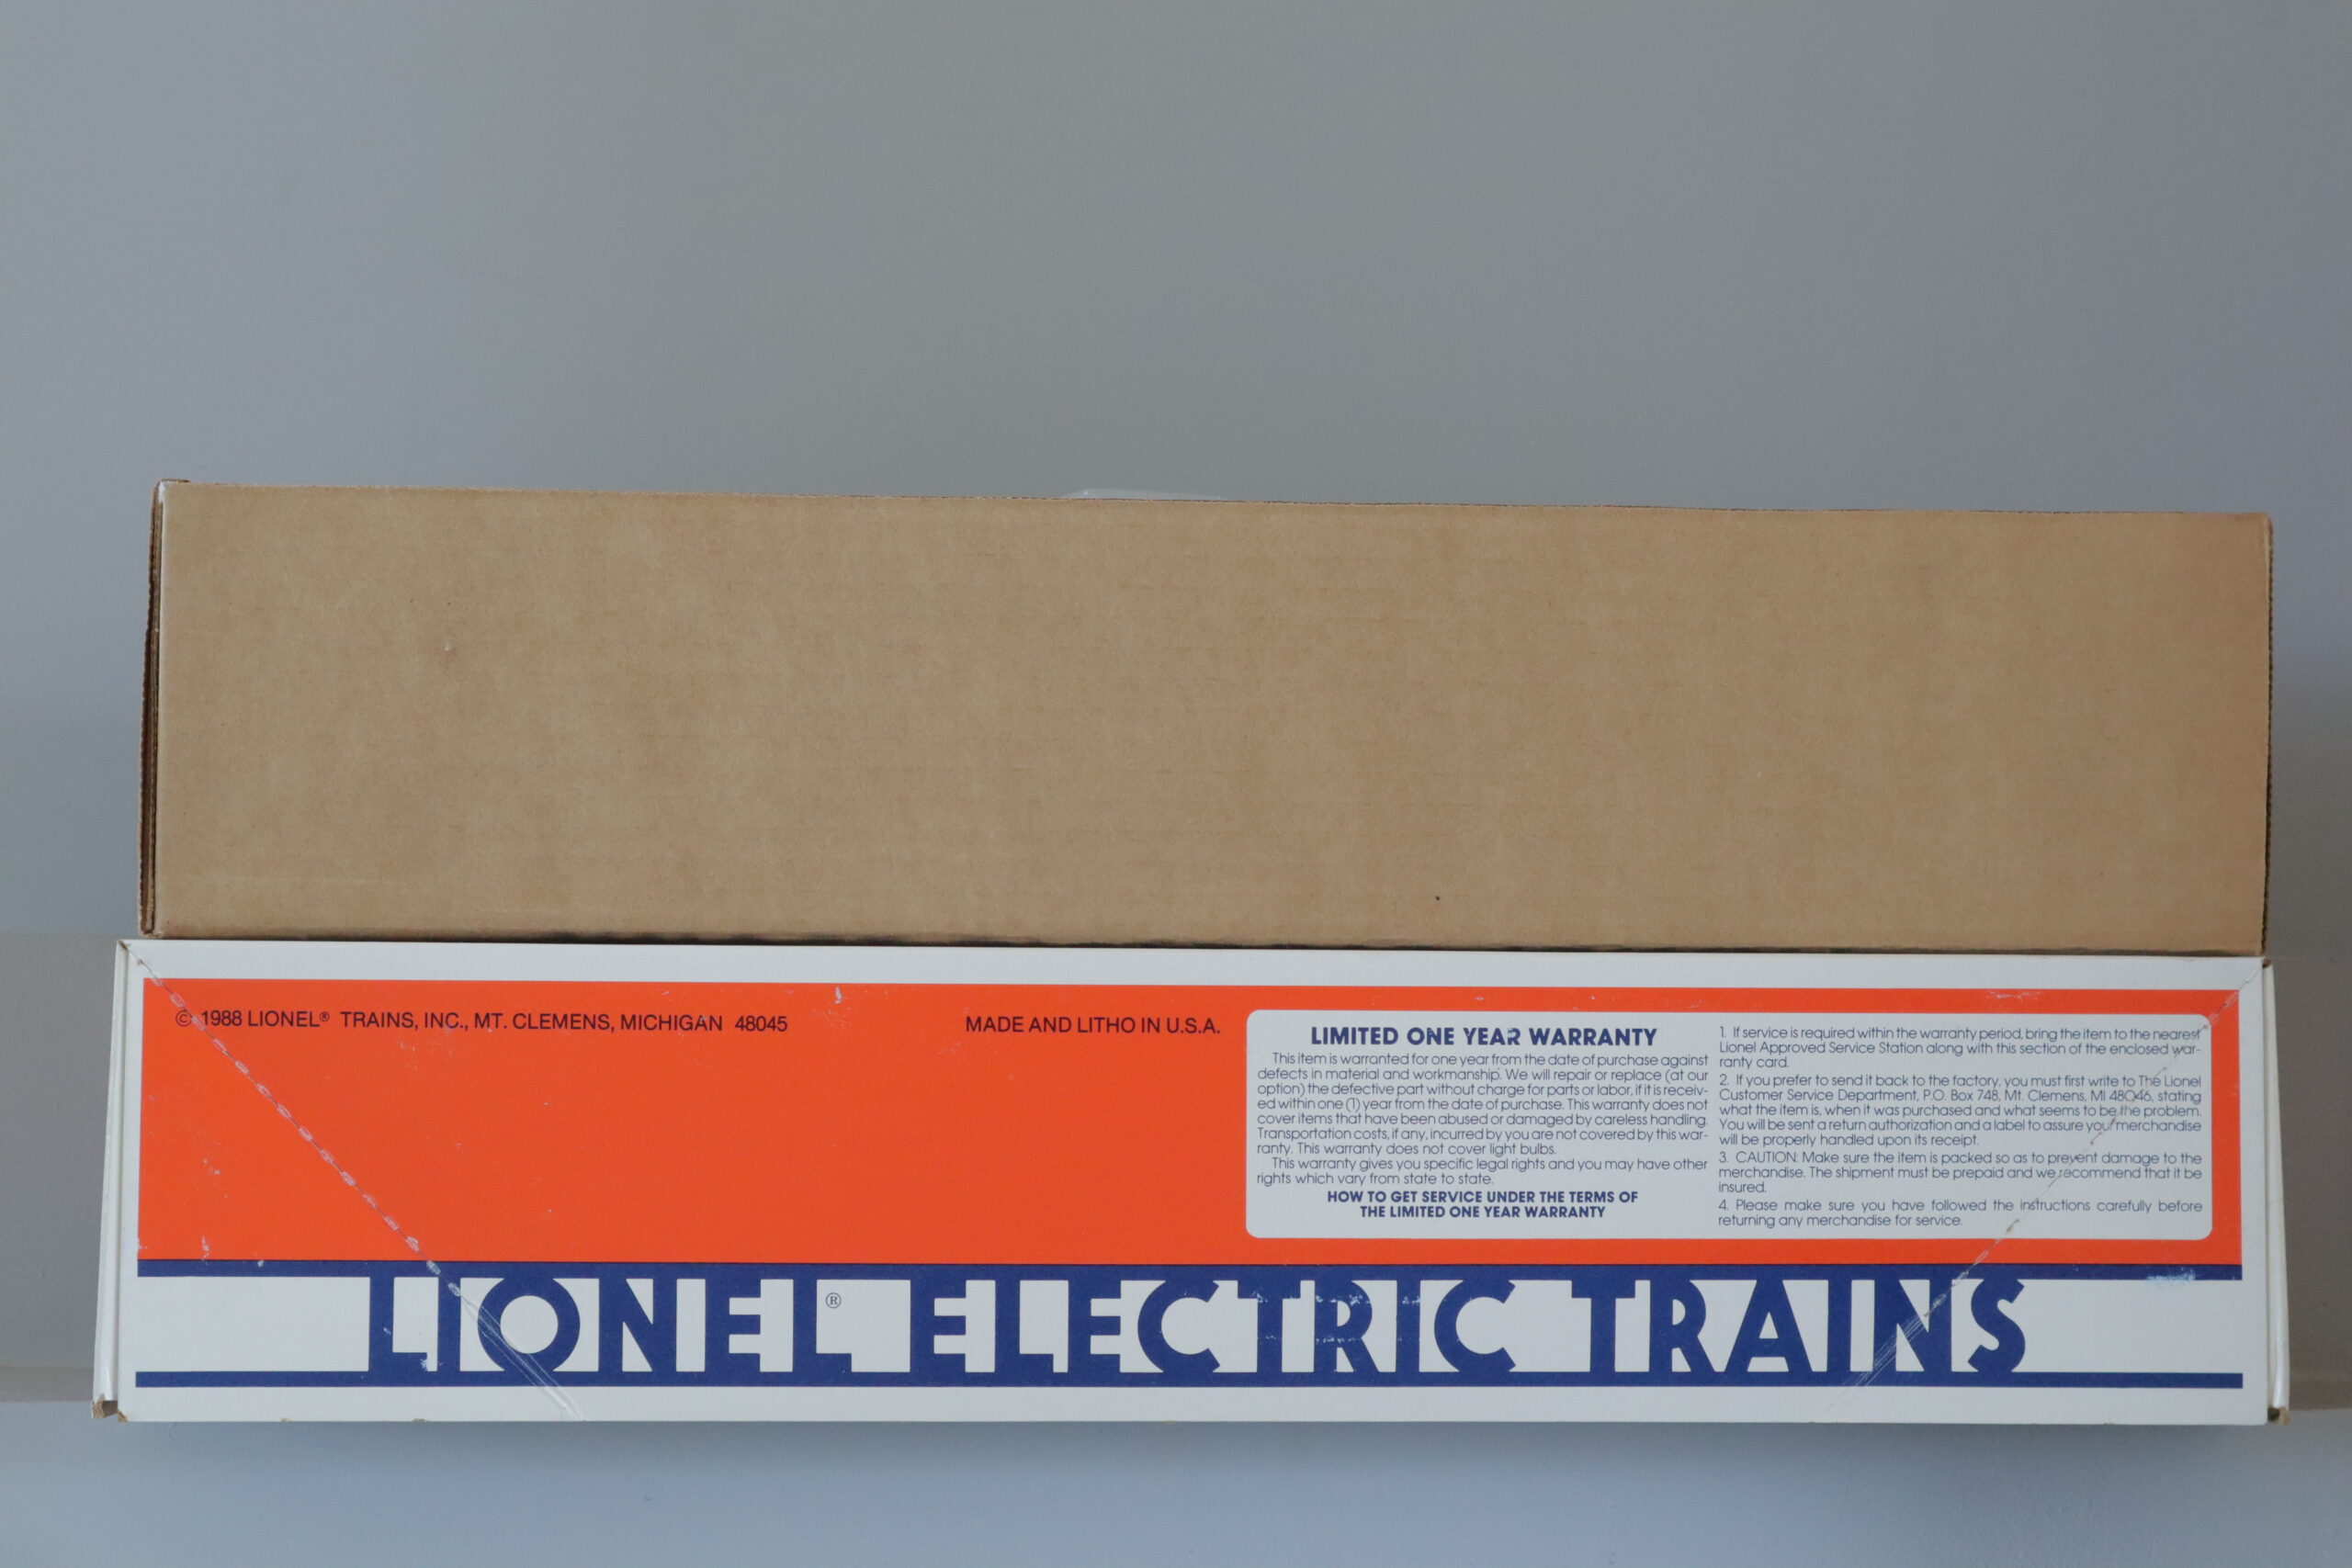 © 1988 LIONEL® TRAINS, INC., MT. CLEMENS, MICHIGAN 48045
MADE AND LITHO IN U.S.A.
LIMITED ONE YEAR WARRANTY
This item is warranted for one year from the date of purchase against
defects in material and workmanship. We will repair or replace (at our
option) the defective part without charge for parts or labor, if it is receiv-
ed within one (1) year from the date of purchase. This warranty does not
cover items that have been abused or damaged by careless handling.
Transportation costs, if any, incurred by you are not covered by this war-
ranty. This warranty does not cover light bulbs.
This warranty gives you specific legal rights and you may have other
rights which vary from state to state.
HOW TO GET SERVICE UNDER THE TERMS OF
THE LIMITED ONE YEAR WARRANTY
1. If service is required within the warranty period, bring the item to the nearest
Lionel Approved Service Station along with this section of the enclosed war-
ranty card.
2. If you prefer to send it back to the factory, you must first write to The Lionel
Customer Service Department, P.O. Box 748, Mt. Clemens, MI 48046, stating
what the item is, when it was purchased and what seems to be the problem.
You will be sent a return authorization and a label to assure your merchandise
will be properly handled upon its receipt.
3. CAUTION: Make sure the item is packed so as to prevent damage to the
merchandise. The shipment must be prepaid and we recommend that it be
insured.
4. Please make sure you have followed the instructions carefully before
returning any merchandise for service.
LIONEL® ELECTRIC TRAINS